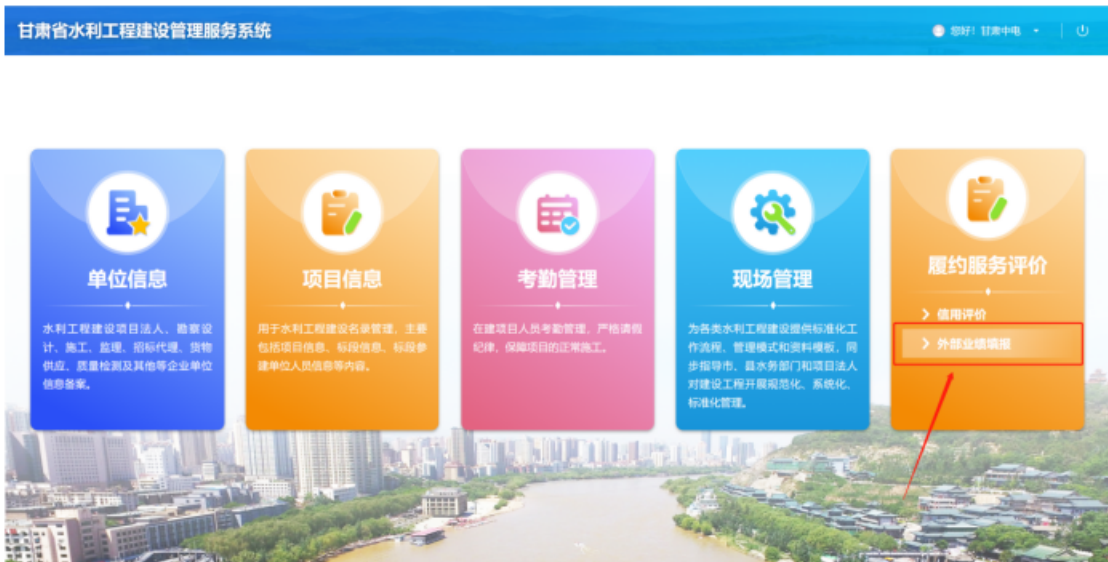 甘肃省水利工程建设管理服务系统
您好！甘肃中电
单位信息
水利工程建设项目法人、勘察设
计、施工、监理、招标代理、货物
供应、质量检测及其他等企业单位
信息备案。
项目信息
用于水利工程建设名录管理，主要
包括项目信息、标段信息、标段参
建单位人员信息等内容。
考勤管理
在建项目人员考勤管理，严格请假
纪律，保障项目的正常施工。
现场管理
为各类水利工程建设提供标准化工
作流程、管理模式和资料模板，同
步指导市、县水务部门和项目法人
对建设工程开展规范化、系统化、
标准化管理。
履约服务评价
信用评价
外部业绩填报